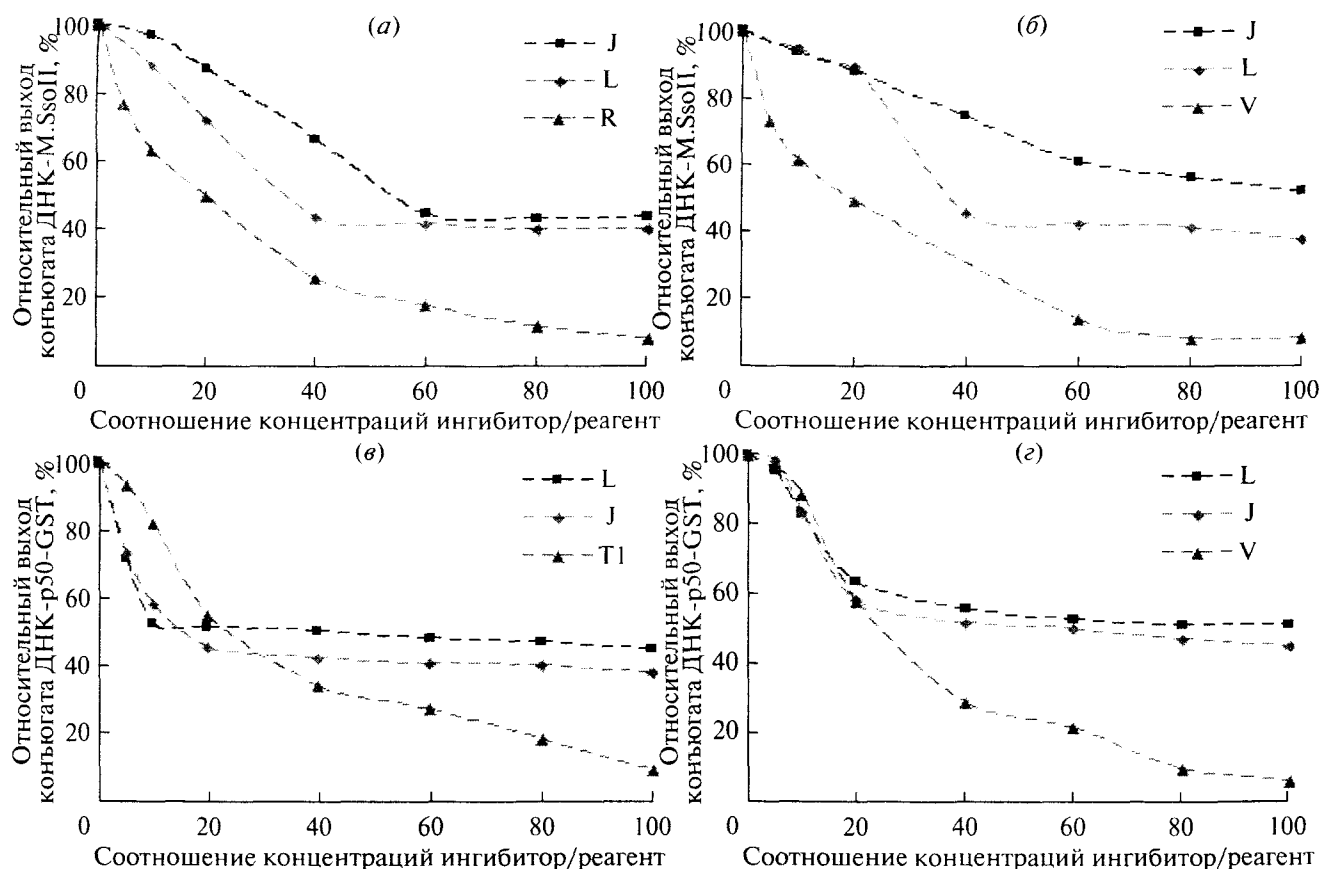 (а)
Относительный выход
конъюгата ДНК-M.SsoII, %
100
80
60
40
20
0
20
40
60
80
100
J
L
R
Соотношение концентраций ингибитор/реагент
(б)
Относительный выход
конъюгата ДНК-M.SsoII, %
100
80
60
40
20
0
20
40
60
80
100
J
L
V
Соотношение концентраций ингибитор/реагент
(в)
Относительный выход
конъюгата ДНК-p50-GST, %
100
80
60
40
20
0
20
40
60
80
100
L
J
T1
Соотношение концентраций ингибитор/реагент
(г)
Относительный выход
конъюгата ДНК-p50-GST, %
100
80
60
40
20
0
20
40
60
80
100
L
J
V
Соотношение концентраций ингибитор/реагент